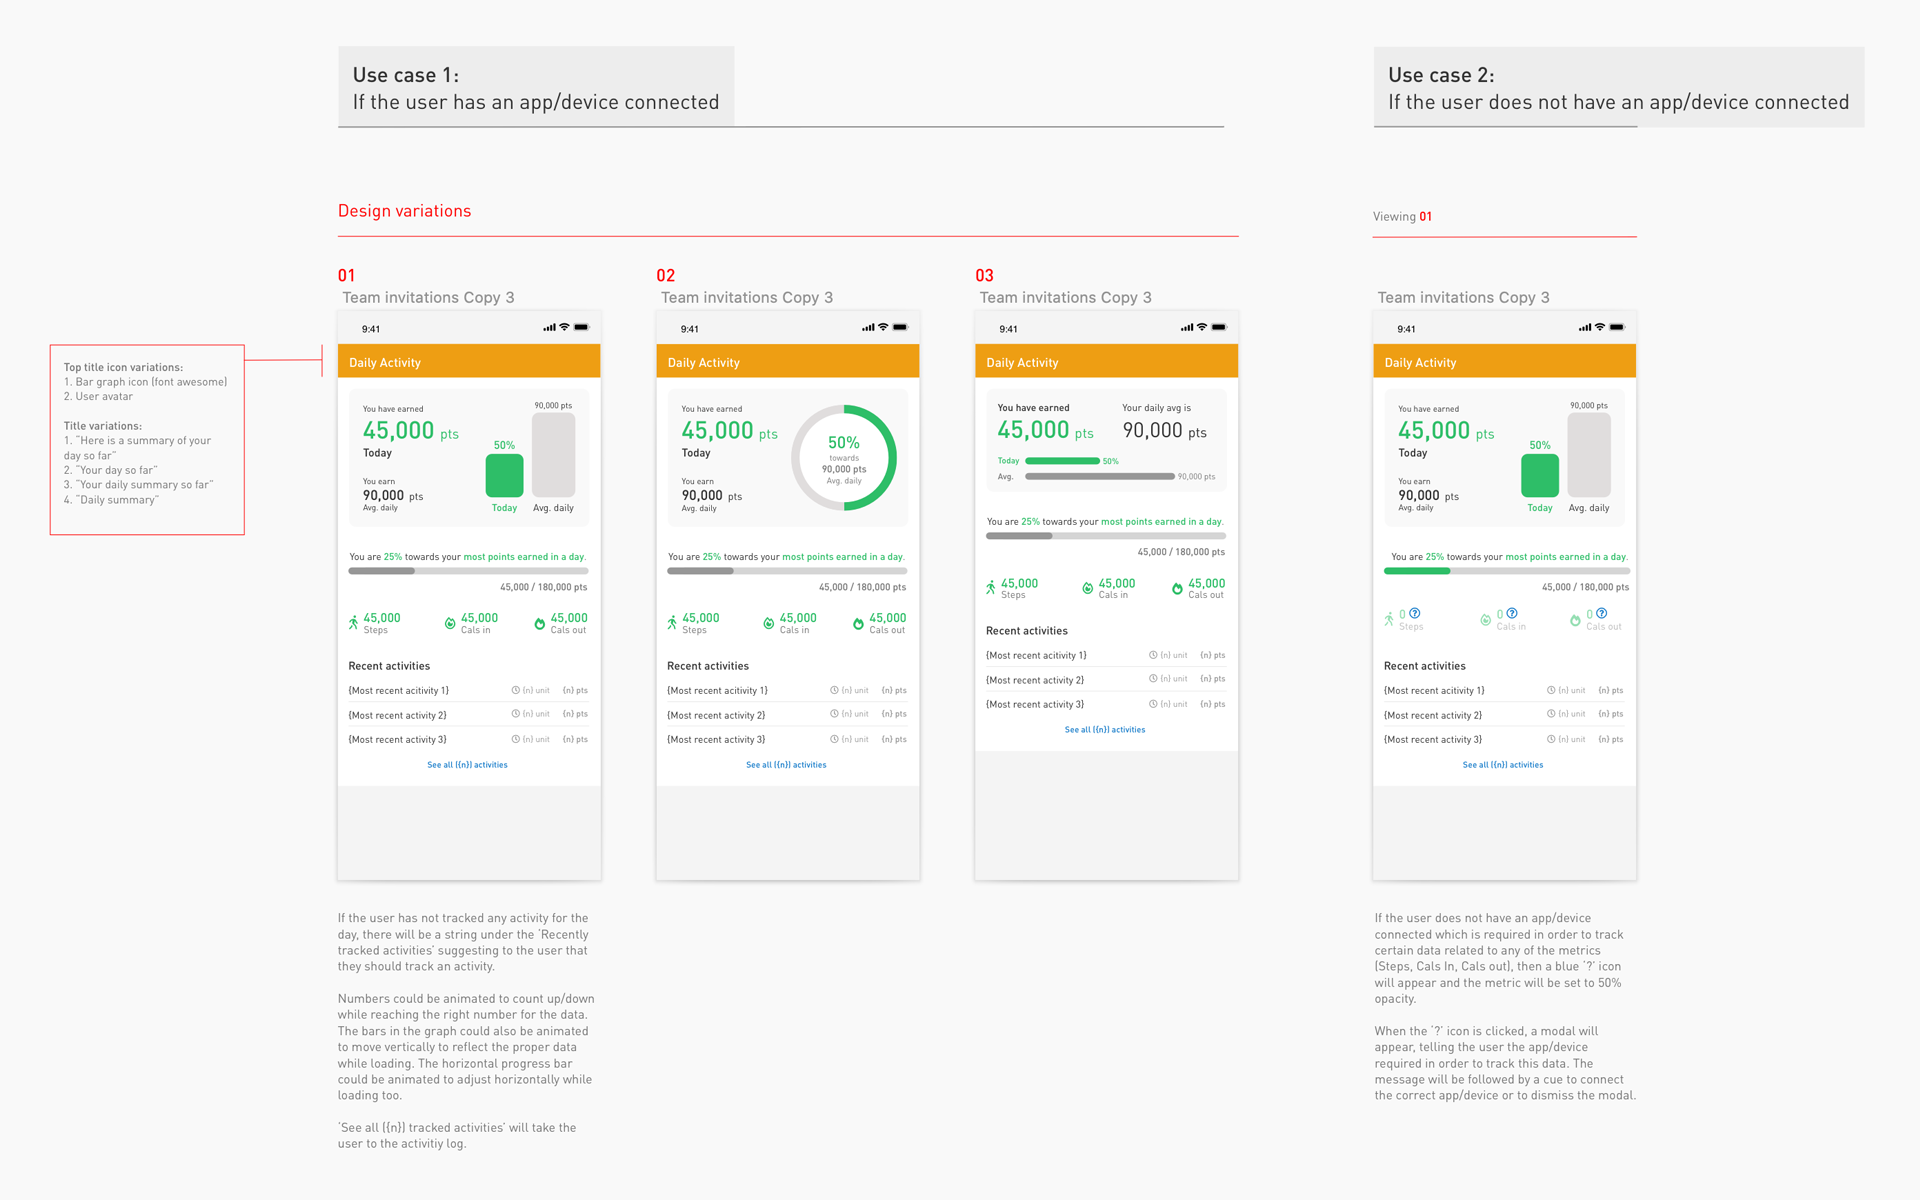 Use case 1:
If the user has an app/device connected
Use case 2:
If the user does not have an app/device connected
Design variations
Viewing 01
Top title icon variations:
1. Bar graph icon (font awesome)
2. User avatar
Title variations:
1. “Here is a summary of your
day so far”
2. “Your day so far”
3. “Your daily summary so far”
4. “Daily summary”
01
Team invitations Copy 3
9:41
Daily Activity
You have earned
45,000 pts
Today
You earn
90,000 pts
Avg. daily
90,000 pts
50%
Today
Avg. daily
You are 25% towards your most points earned in a day.
45,000 / 180,000 pts
45,000
Steps
45,000
Cals in
45,000
Cals out
Recent activities
{Most recent acitivity 1} {n} unit {n} pts
{Most recent activity 2} {n} unit {n} pts
{Most recent activity 3} {n} unit {n} pts
See all ({n}) activities
If the user has not tracked any activity for the
day, there will be a string under the ‘Recently
tracked activities’ suggesting to the user that
they should track an activity.
Numbers could be animated to count up/down
while reaching the right number for the data.
The bars in the graph could also be animated
to move vertically to reflect the proper data
while loading. The horizontal progress bar
could be animated to adjust horizontally while
loading too.
‘See all ({n}) tracked activities’ will take the
user to the activitiy log.
02
Team invitations Copy 3
9:41
Daily Activity
You have earned
45,000 pts
Today
You earn
90,000 pts
Avg. daily
50%
towards
90,000 pts
Avg. daily
You are 25% towards your most points earned in a day.
45,000 / 180,000 pts
45,000
Steps
45,000
Cals in
45,000
Cals out
Recent activities
{Most recent acitivity 1} {n} unit {n} pts
{Most recent activity 2} {n} unit {n} pts
{Most recent activity 3} {n} unit {n} pts
See all ({n}) activities
03
Team invitations Copy 3
9:41
Daily Activity
You have earned
45,000 pts
Your daily avg is
90,000 pts
Today 50%
Avg. 90,000 pts
You are 25% towards your most points earned in a day.
45,000 / 180,000 pts
45,000
Steps
45,000
Cals in
45,000
Cals out
Recent activities
{Most recent acitivity 1} {n} unit {n} pts
{Most recent activity 2} {n} unit {n} pts
{Most recent activity 3} {n} unit {n} pts
See all ({n}) activities
Team invitations Copy 3
9:41
Daily Activity
You have earned
45,000 pts
Today
You earn
90,000 pts
Avg. daily
90,000 pts
50%
Today
Avg. daily
You are 25% towards your most points earned in a day.
45,000 / 180,000 pts
0 ?
Steps
0 ?
Cals in
0 ?
Cals out
Recent activities
{Most recent acitivity 1} {n} unit {n} pts
{Most recent activity 2} {n} unit {n} pts
{Most recent activity 3} {n} unit {n} pts
See all ({n}) activities
If the user does not have an app/device
connected which is required in order to track
certain data related to any of the metrics
(Steps, Cals In, Cals out), then a blue ‘?’ icon
will appear and the metric will be set to 50%
opacity.
When the ‘?’ icon is clicked, a modal will
appear, telling the user the app/device
required in order to track this data. The
message will be followed by a cue to connect
the correct app/device or to dismiss the modal.